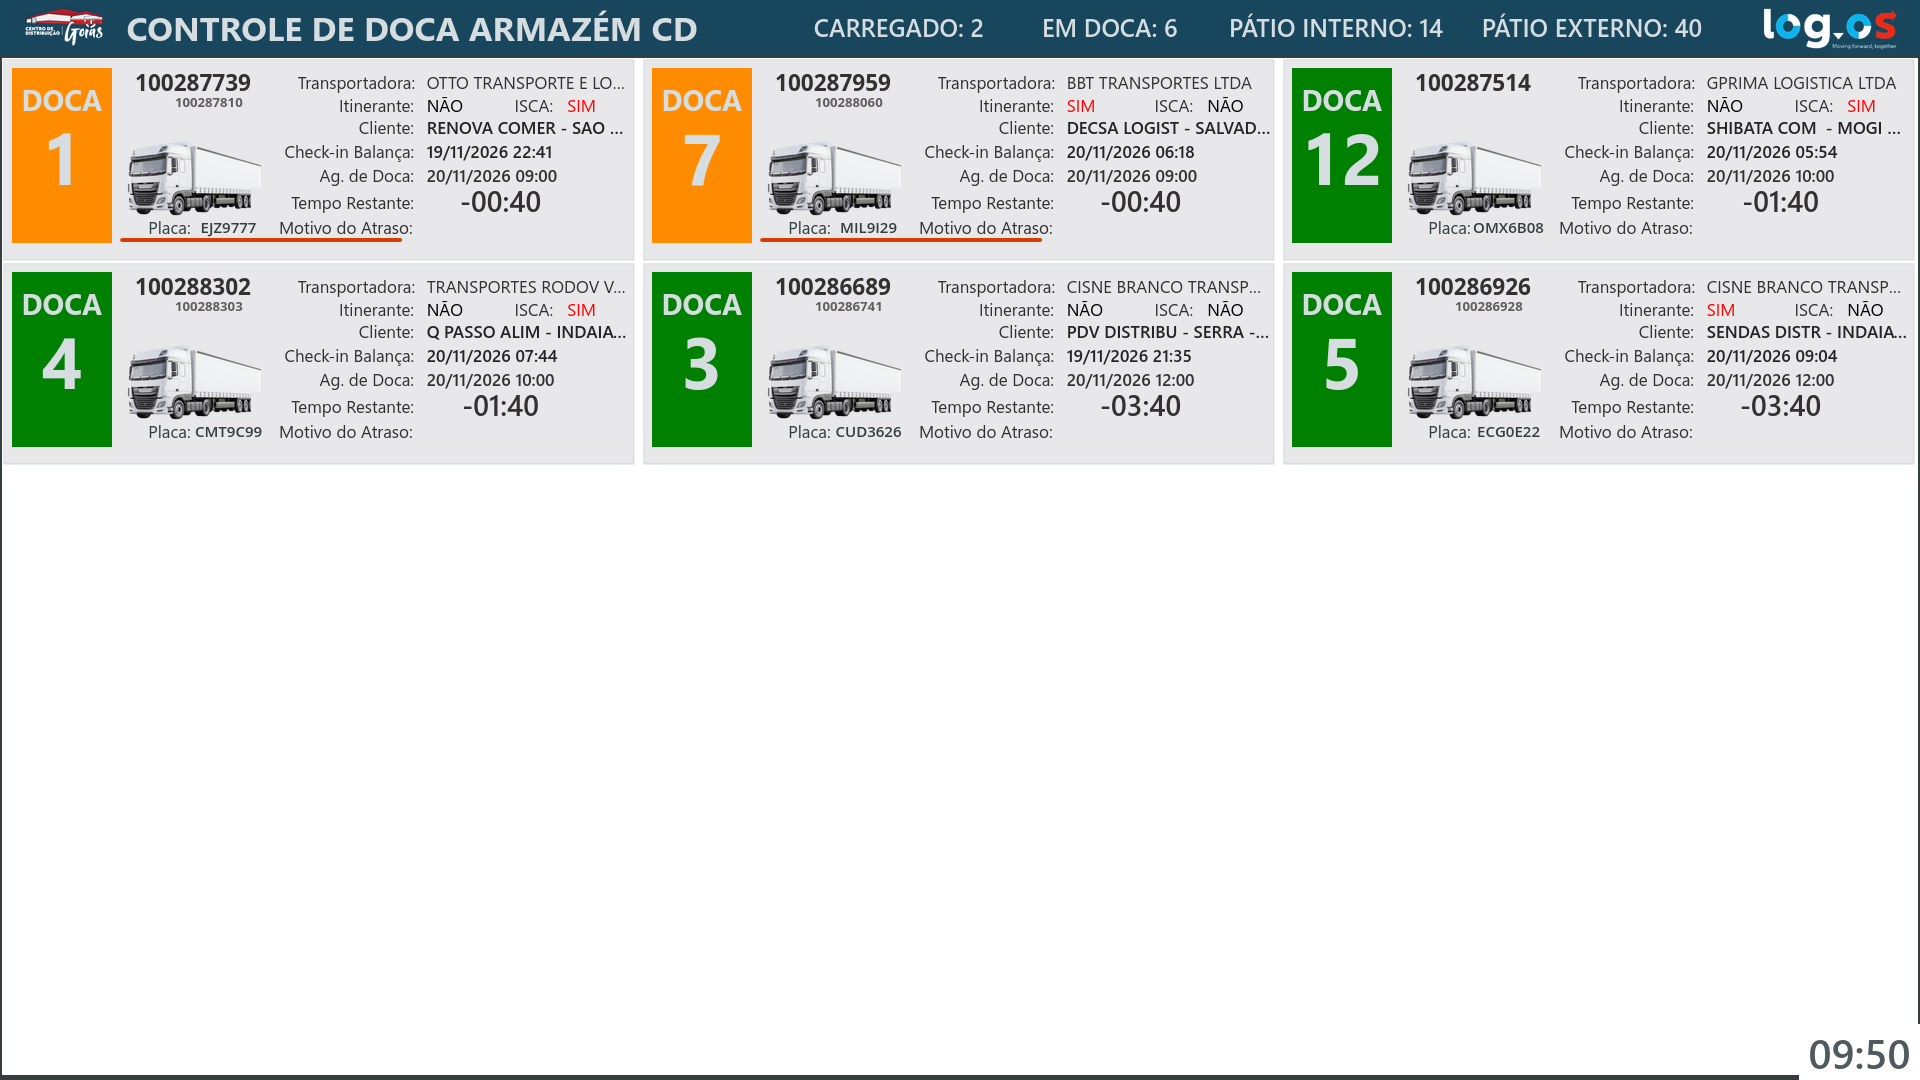 CENTRO DE DISTRIBUIÇÃO Goiás
CONTROLE DE DOCA ARMAZÉM CD
CARREGADO: 2
EM DOCA: 6
PÁTIO INTERNO: 14
PÁTIO EXTERNO: 40
log.os
Moving forward, together
DOCA
1
100287739
100287810
Placa: EJZ9777
Transportadora: OTTO TRANSPORTE E LO...
Itinerante: NÃO ISCA: SIM
Cliente: RENOVA COMER - SAO ...
Check-in Balança: 19/11/2026 22:41
Ag. de Doca: 20/11/2026 09:00
Tempo Restante: -00:40
Motivo do Atraso:
DOCA
7
100287959
100288060
Placa: MIL9I29
Transportadora: BBT TRANSPORTES LTDA
Itinerante: SIM ISCA: NÃO
Cliente: DECSA LOGIST - SALVAD...
Check-in Balança: 20/11/2026 06:18
Ag. de Doca: 20/11/2026 09:00
Tempo Restante: -00:40
Motivo do Atraso:
DOCA
12
100287514
Placa: OMX6B08
Transportadora: GPRIMA LOGISTICA LTDA
Itinerante: NÃO ISCA: SIM
Cliente: SHIBATA COM - MOGI ...
Check-in Balança: 20/11/2026 05:54
Ag. de Doca: 20/11/2026 10:00
Tempo Restante: -01:40
Motivo do Atraso:
DOCA
4
100288302
100288303
Placa: CMT9C99
Transportadora: TRANSPORTES RODOV V...
Itinerante: NÃO ISCA: SIM
Cliente: Q PASSO ALIM - INDAIA...
Check-in Balança: 20/11/2026 07:44
Ag. de Doca: 20/11/2026 10:00
Tempo Restante: -01:40
Motivo do Atraso:
DOCA
3
100286689
100286741
Placa: CUD3626
Transportadora: CISNE BRANCO TRANSP...
Itinerante: NÃO ISCA: NÃO
Cliente: PDV DISTRIBU - SERRA -...
Check-in Balança: 19/11/2026 21:35
Ag. de Doca: 20/11/2026 12:00
Tempo Restante: -03:40
Motivo do Atraso:
DOCA
5
100286926
100286928
Placa: ECG0E22
Transportadora: CISNE BRANCO TRANSP...
Itinerante: SIM ISCA: NÃO
Cliente: SENDAS DISTR - INDAIA...
Check-in Balança: 20/11/2026 09:04
Ag. de Doca: 20/11/2026 12:00
Tempo Restante: -03:40
Motivo do Atraso:
09:50